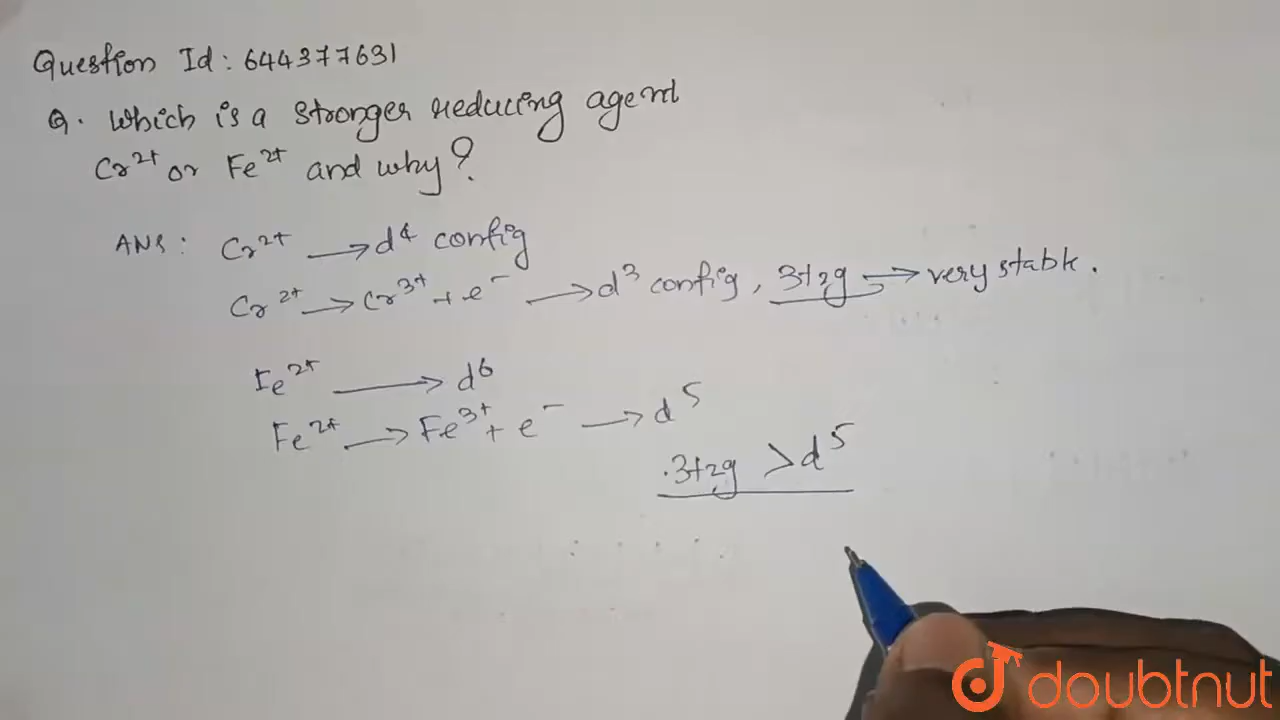 Question Id : 644377631
Q. Which is a stronger reducing agent
Cr2+ or Fe2+ and why?
ANS : Cr2+ → d4 config
Cr2+ → Cr3+ + e- → d3 config, 3t2g → very stable.
Fe2+ → d6
Fe2+ → Fe3+ + e- → d5
.3t2g > d5
doubtnut